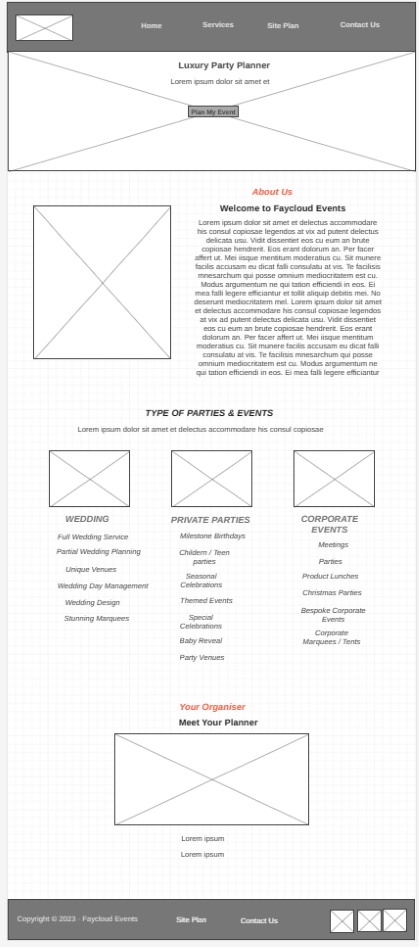 Home
Services
Site Plan
Contact Us
Luxury Party Planner
Lorem ipsum dolor sit amet et
Plan My Event
About Us
Welcome to Faycloud Events
Lorem ipsum dolor sit amet et delectus accommodare
his consul copiosae legendos at vix ad putent delectus
delicata usu. Vidit dissentiet eos cu eum an brute
copiosae hendrerit. Eos erant dolorum an. Per facer
affert ut. Mei iisque mentitum moderatius cu. Sit munere
facilis accusam eu dicat falli consulatu at vis. Te facilisis
mnesarchum qui posse omnium mediocritatem est cu.
Modus argumentum ne qui tation efficiendi in eos. Ei
mea falli legere efficiantur et tollit aliquip debitis mei. No
deserunt mediocritatem mel. Lorem ipsum dolor sit amet
et delectus accommodare his consul copiosae legendos
at vix ad putent delectus delicata usu. Vidit dissentiet
eos cu eum an brute copiosae hendrerit. Eos erant
dolorum an. Per facer affert ut. Mei iisque mentitum
moderatius cu. Sit munere facilis accusam eu dicat falli
consulatu at vis. Te facilisis mnesarchum qui posse
omnium mediocritatem est cu. Modus argumentum ne
qui tation efficiendi in eos. Ei mea falli legere efficiantur
TYPE OF PARTIES & EVENTS
Lorem ipsum dolor sit amet et delectus accommodare his consul copiosae
WEDDING
Full Wedding Service
Partial Wedding Planning
Unique Venues
Wedding Day Management
Wedding Design
Stunning Marquees
PRIVATE PARTIES
Milestone Birthdays
Childern / Teen
parties
Seasonal
Celebrations
Themed Events
Special
Celebrations
Baby Reveal
Party Venues
CORPORATE
EVENTS
Meetings
Parties
Product Lunches
Christmas Parties
Bespoke Corporate
Events
Corporate
Marquees / Tents
Your Organiser
Meet Your Planner
Lorem ipsum
Lorem ipsum
Copyright © 2023 - Faycloud Events
Site Plan
Contact Us